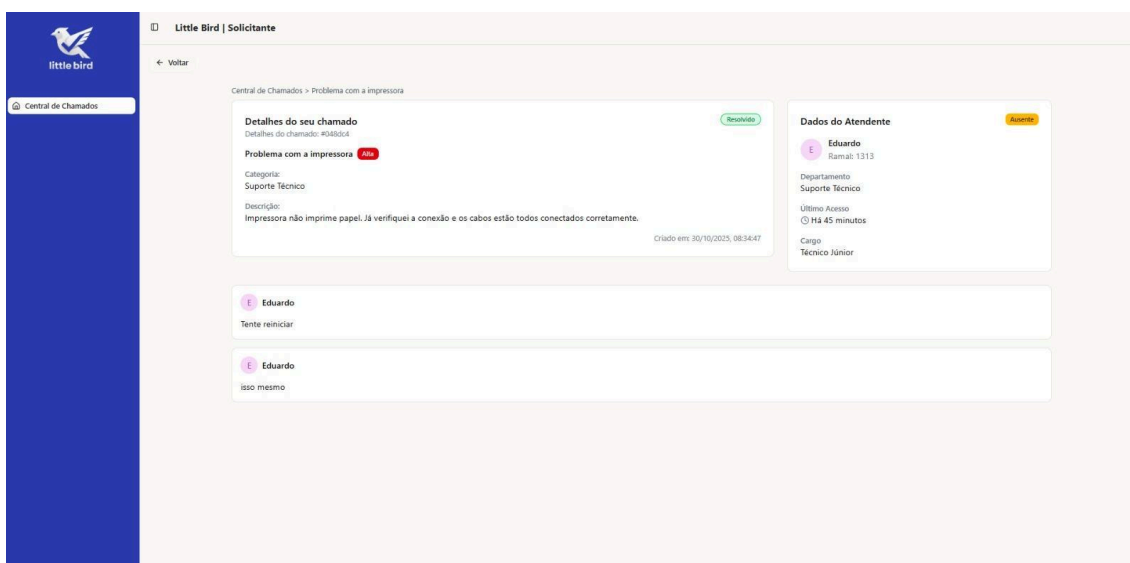 little bird
Central de Chamados
Little Bird | Solicitante
← Voltar
Central de Chamados > Problema com a impressora
Detalhes do seu chamado
Resolvido
Detalhes do chamado: #048dc4
Problema com a impressora Alta
Categoria:
Suporte Técnico
Descrição:
Impressora não imprime papel. Já verifiquei a conexão e os cabos estão todos conectados corretamente.
Criado em: 30/10/2025, 08:34:47
Dados do Atendente
Ausente
E
Eduardo
Ramal: 1313
Departamento
Suporte Técnico
Último Acesso
Há 45 minutos
Cargo
Técnico Júnior
E Eduardo
Tente reiniciar
E Eduardo
isso mesmo